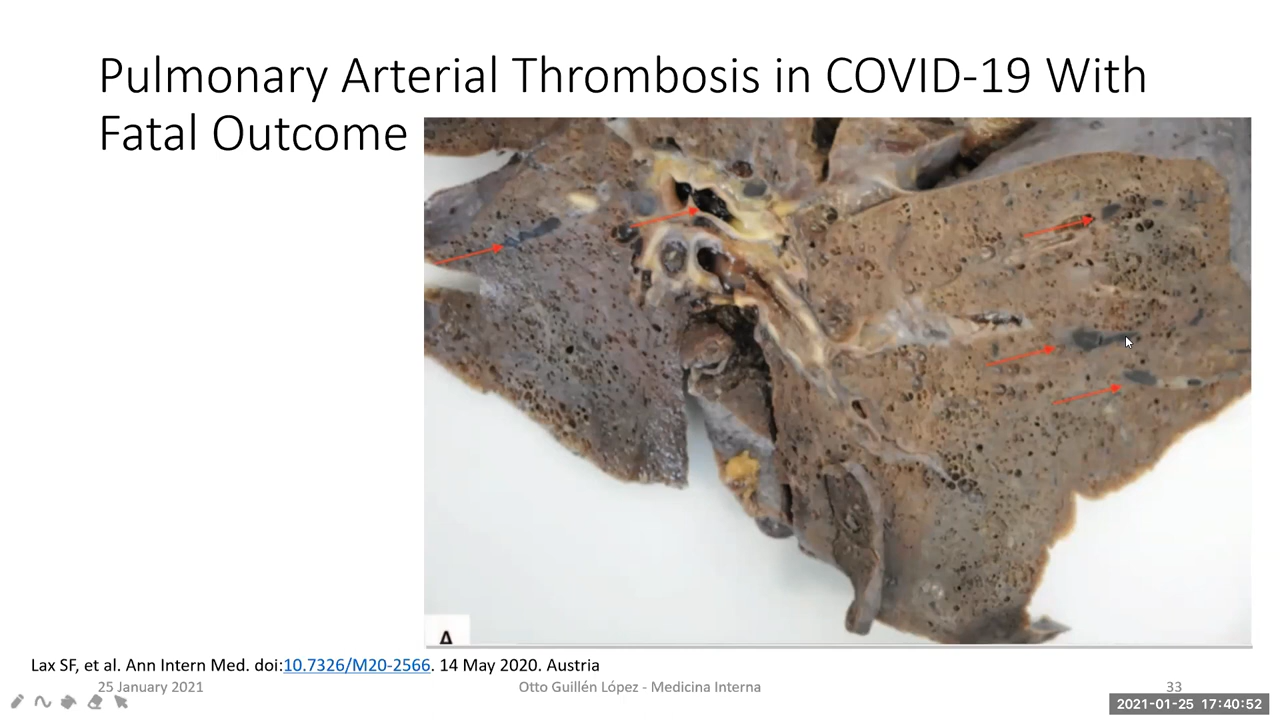 Pulmonary Arterial Thrombosis in COVID-19 With
Fatal Outcome
A
Lax SF, et al. Ann Intern Med. doi:10.7326/M20-2566. 14 May 2020. Austria
25 January 2021
Otto Guillén López - Medicina Interna
33
2021-01-25 17:40:52